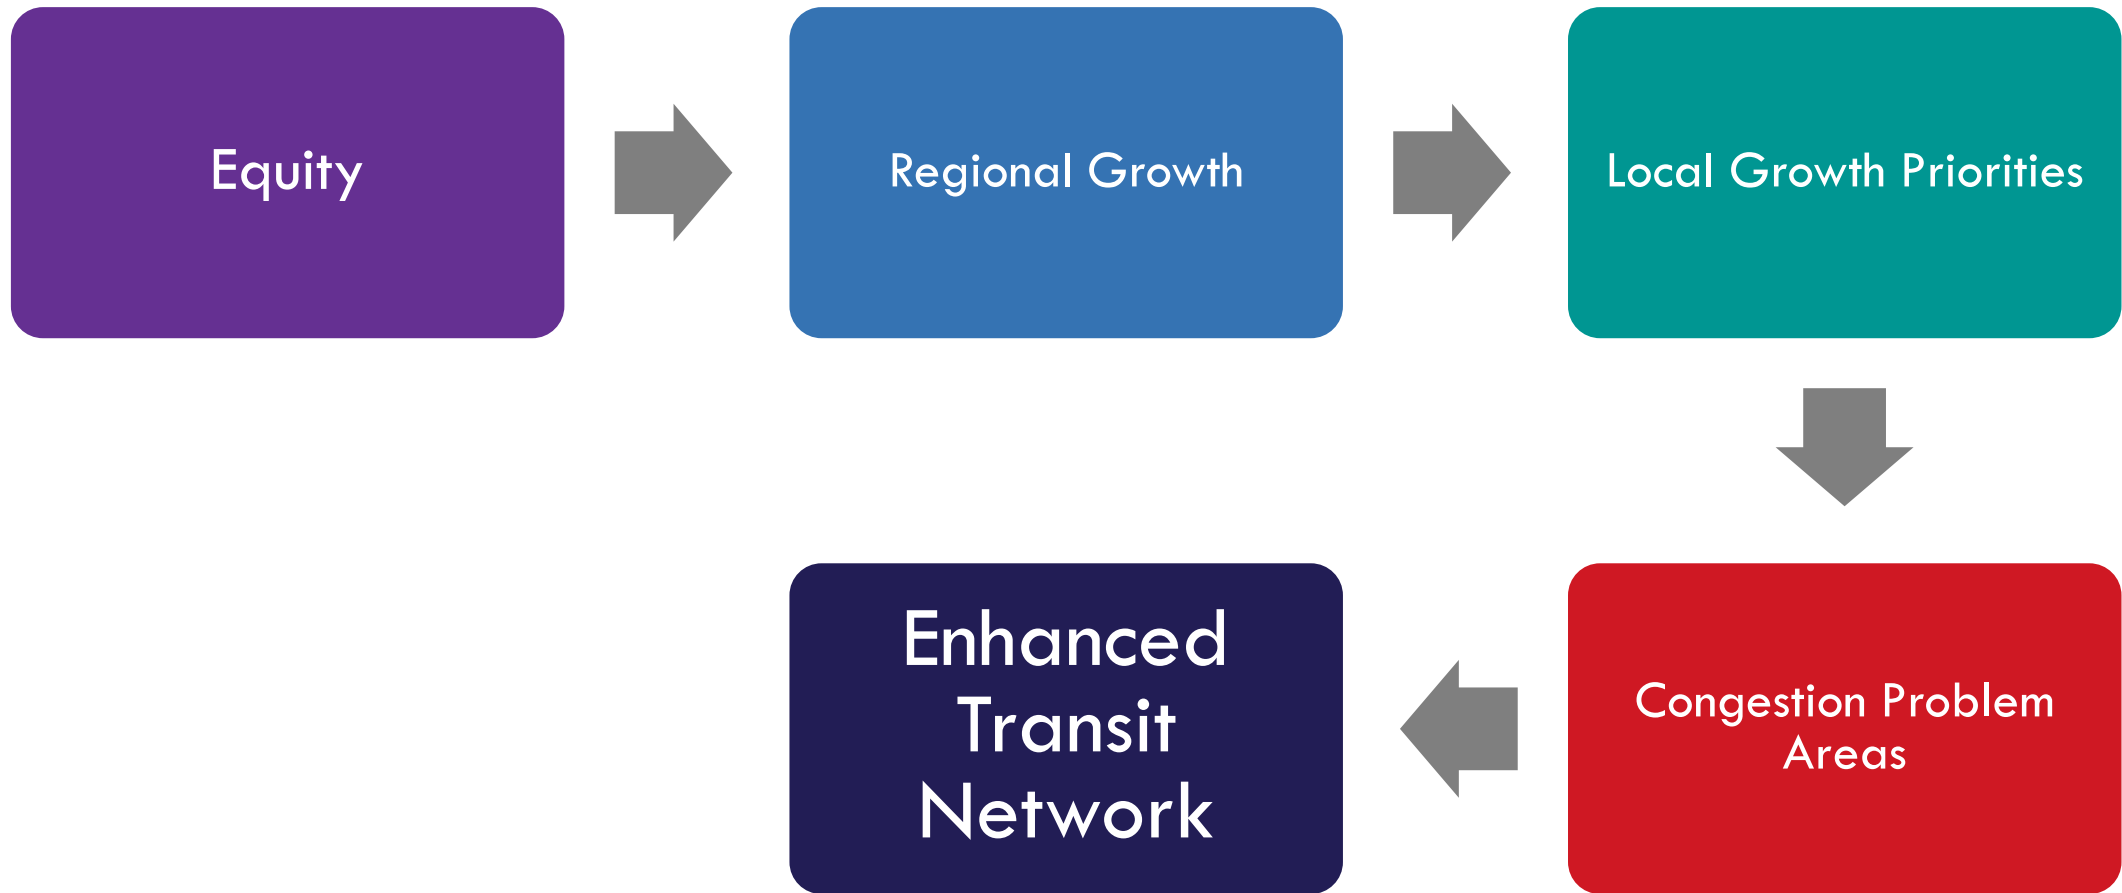 Equity
Regional Growth
Local Growth Priorities
Congestion Problem
Areas
Enhanced
Transit
Network